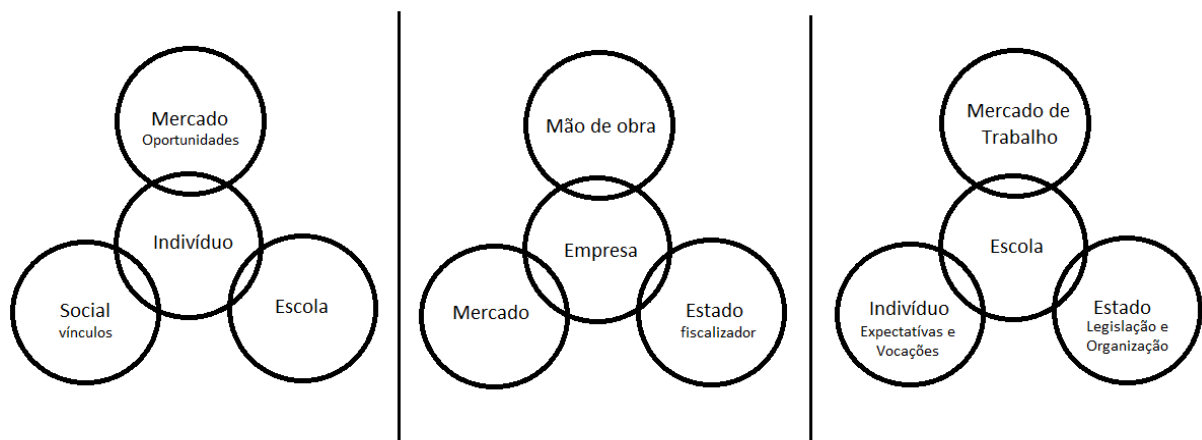 Mercado
Oportunidades
Indivíduo
Social
vínculos
Escola
Mão de obra
Empresa
Mercado
Estado
fiscalizador
Mercado de
Trabalho
Escola
Indivíduo
Expectatívas e
Vocações
Estado
Legislação e
Organização